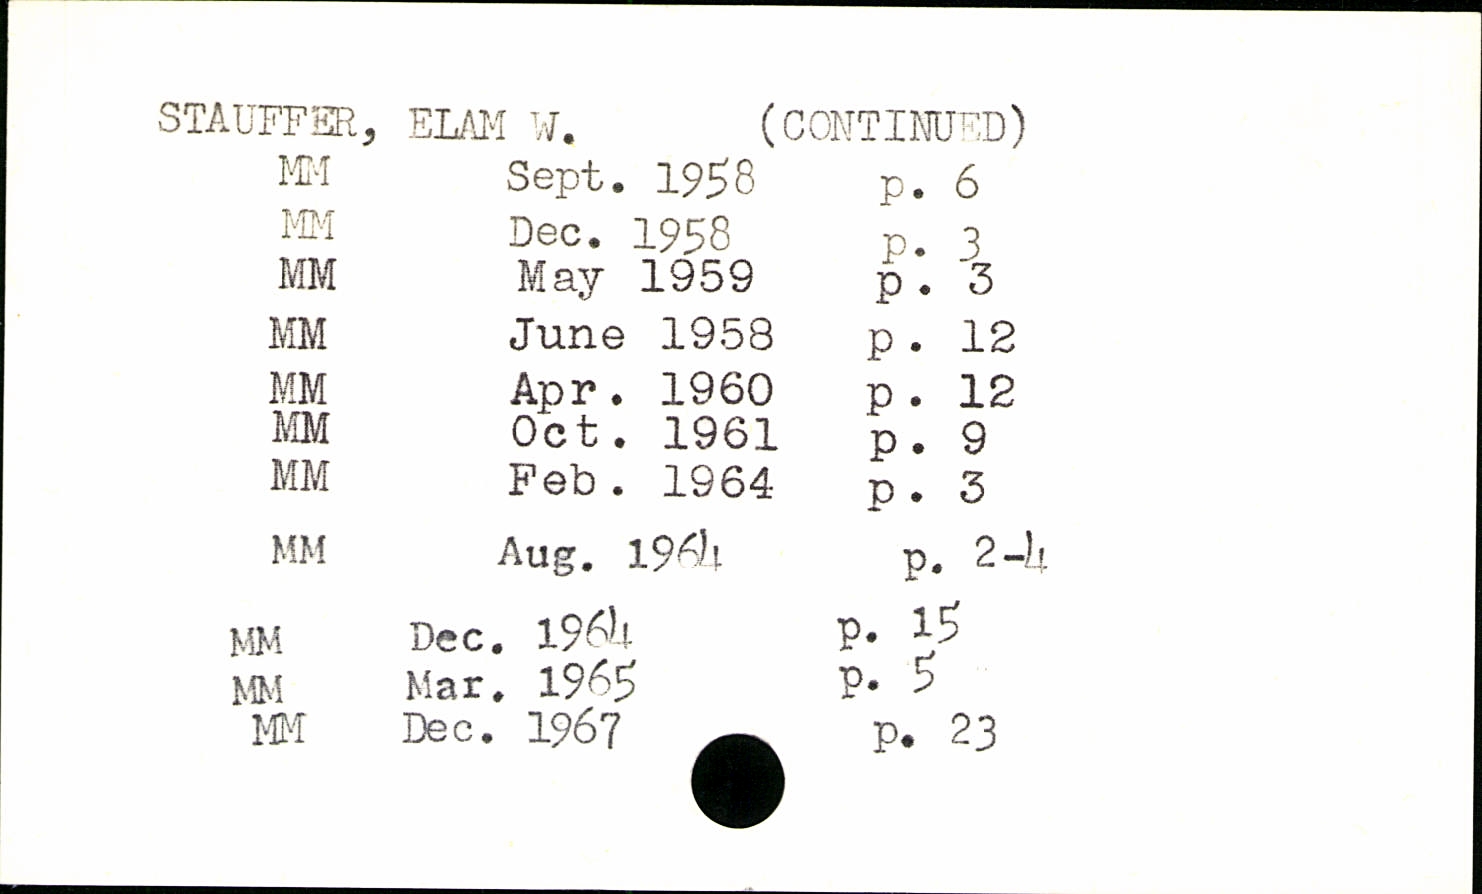 STAUFFER, ELAM W. (CONTINUED)
MM Sept. 1958 p. 6
MM Dec. 1958 p. 3
MM May 1959 p. 3
MM June 1958 p. 12
MM Apr. 1960 p. 12
MM Oct. 1961 p. 9
MM Feb. 1964 p. 3
MM Aug. 1964 p. 2-4
MM Dec. 1964 p. 15
MM Mar. 1965 p. 5
MM Dec. 1967 p. 23